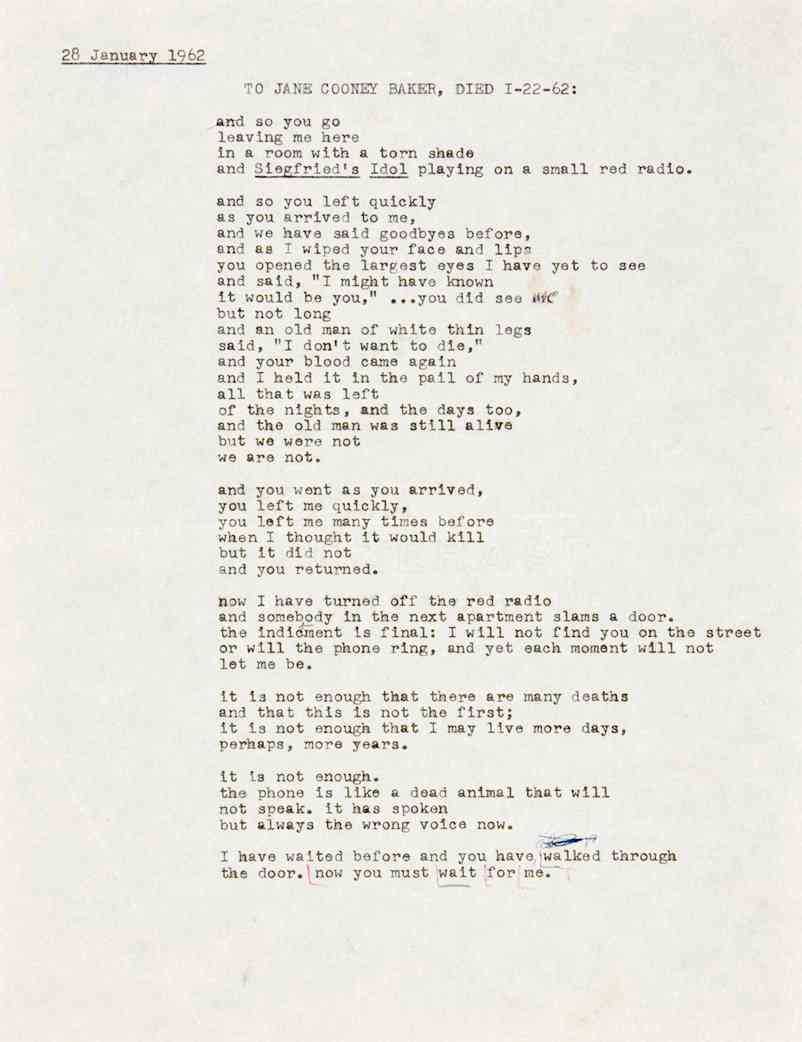 28 January 1962
TO JANE COONEY BAKER, DIED I-22-62:
and so you go
leaving me here
in a room with a torn shade
and Siegfried's Idol playing on a small red radio.
and so you left quickly
as you arrived to me,
and we have said goodbyes before,
and as I wiped your face and lips
you opened the largest eyes I have yet to see
and said, "I might have known
it would be you," ...you did see me
but not long
and an old man of white thin legs
said, "I don't want to die,"
and your blood came again
and I held it in the pail of my hands,
all that was left
of the nights, and the days too,
and the old man was still alive
but we were not
we are not.
and you went as you arrived,
you left me quickly,
you left me many times before
when I thought it would kill
but it did not
and you returned.
now I have turned off the red radio
and somebody in the next apartment slams a door.
the indidment is final: I will not find you on the street
or will the phone ring, and yet each moment will not
let me be.
it is not enough that there are many deaths
and that this is not the first;
it is not enough that I may live more days,
perhaps, more years.
it is not enough.
the phone is like a dead animal that will
not speak. it has spoken
but always the wrong voice now.
I have waited before and you have walked through
the door. now you must wait for me.